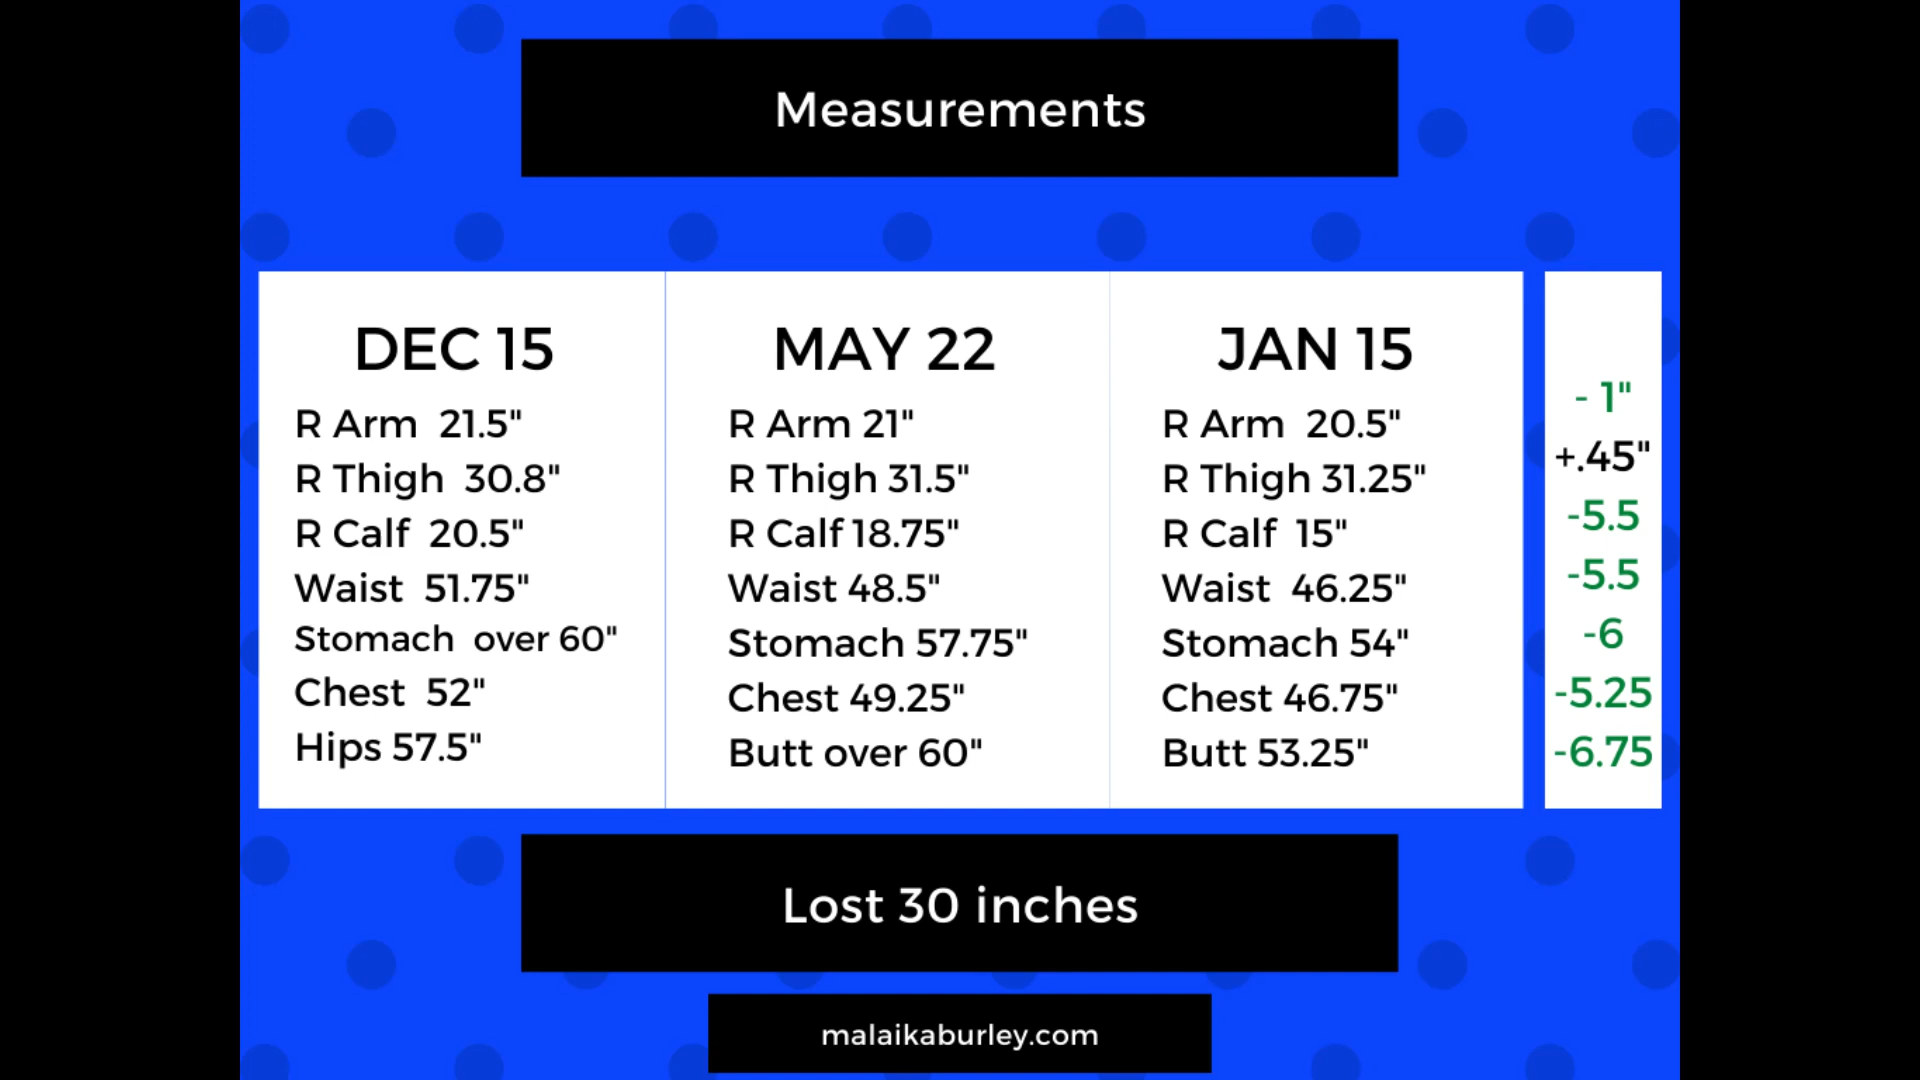 Measurements
DEC 15
R Arm 21.5"
R Thigh 30.8"
R Calf 20.5"
Waist 51.75"
Stomach over 60"
Chest 52"
Hips 57.5"
MAY 22
R Arm 21"
R Thigh 31.5"
R Calf 18.75"
Waist 48.5"
Stomach 57.75"
Chest 49.25"
Butt over 60"
JAN 15
R Arm 20.5"
R Thigh 31.25"
R Calf 15"
Waist 46.25"
Stomach 54"
Chest 46.75"
Butt 53.25"
- 1"
+.45"
-5.5
-5.5
-6
-5.25
-6.75
Lost 30 inches
malaikaburley.com